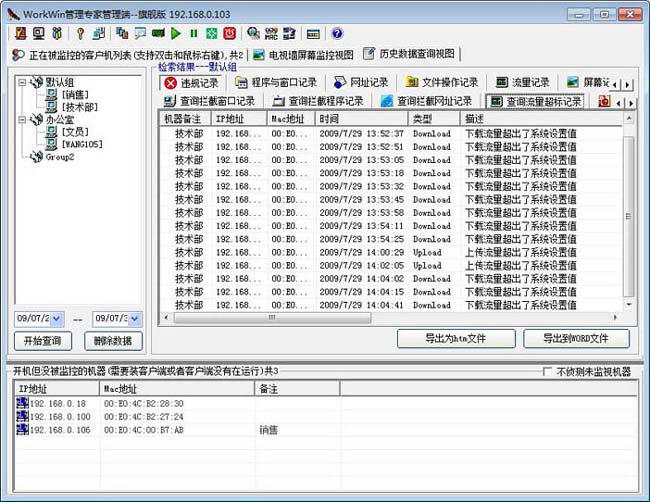 WorkWin管理专家管理端--旗舰版 192.168.0.103
正在被监控的客户机列表(支持双击和鼠标右键),共2 电视墙屏幕监控视图 历史数据查询视图
默认组
[销售]
[技术部]
办公室
[文员]
[WANG105]
Group2
09/07/2 -- 09/07/3
开始查询 删除数据
检索结果---默认组
违规记录 程序与窗口记录 网址记录 文件操作记录 流量记录 屏幕记
查询拦截窗口记录 查询拦截程序记录 查询拦截网址记录 查询流量超标记录
机器备注 IP地址 Mac地址 时间 类型 描述
技术部 192.168... 00:E0... 2009/7/29 13:52:37 Download 下载流量超出了系统设置值
技术部 192.168... 00:E0... 2009/7/29 13:52:51 Download 下载流量超出了系统设置值
技术部 192.168... 00:E0... 2009/7/29 13:53:05 Download 下载流量超出了系统设置值
技术部 192.168... 00:E0... 2009/7/29 13:53:18 Download 下载流量超出了系统设置值
技术部 192.168... 00:E0... 2009/7/29 13:53:32 Download 下载流量超出了系统设置值
技术部 192.168... 00:E0... 2009/7/29 13:53:45 Download 下载流量超出了系统设置值
技术部 192.168... 00:E0... 2009/7/29 13:53:58 Download 下载流量超出了系统设置值
技术部 192.168... 00:E0... 2009/7/29 13:54:11 Download 下载流量超出了系统设置值
技术部 192.168... 00:E0... 2009/7/29 13:54:25 Download 下载流量超出了系统设置值
技术部 192.168... 00:E0... 2009/7/29 14:00:29 Upload 上传流量超出了系统设置值
技术部 192.168... 00:E0... 2009/7/29 14:02:05 Upload 上传流量超出了系统设置值
技术部 192.168... 00:E0... 2009/7/29 14:04:02 Download 下载流量超出了系统设置值
技术部 192.168... 00:E0... 2009/7/29 14:04:15 Download 下载流量超出了系统设置值
技术部 192.168... 00:E0... 2009/7/29 14:04:41 Download 下载流量超出了系统设置值
导出为htm文件 导出到WORD文件
开机但没被监控的机器(需要装客户端或者客户端没有在运行)共3 不侦测未监视机器
IP地址 Mac地址 备注
192.168.0.18 00:E0:4C:B2:28:30
192.168.0.100 00:E0:4C:B2:27:24
192.168.0.106 00:E0:4C:00:B7:AB 销售